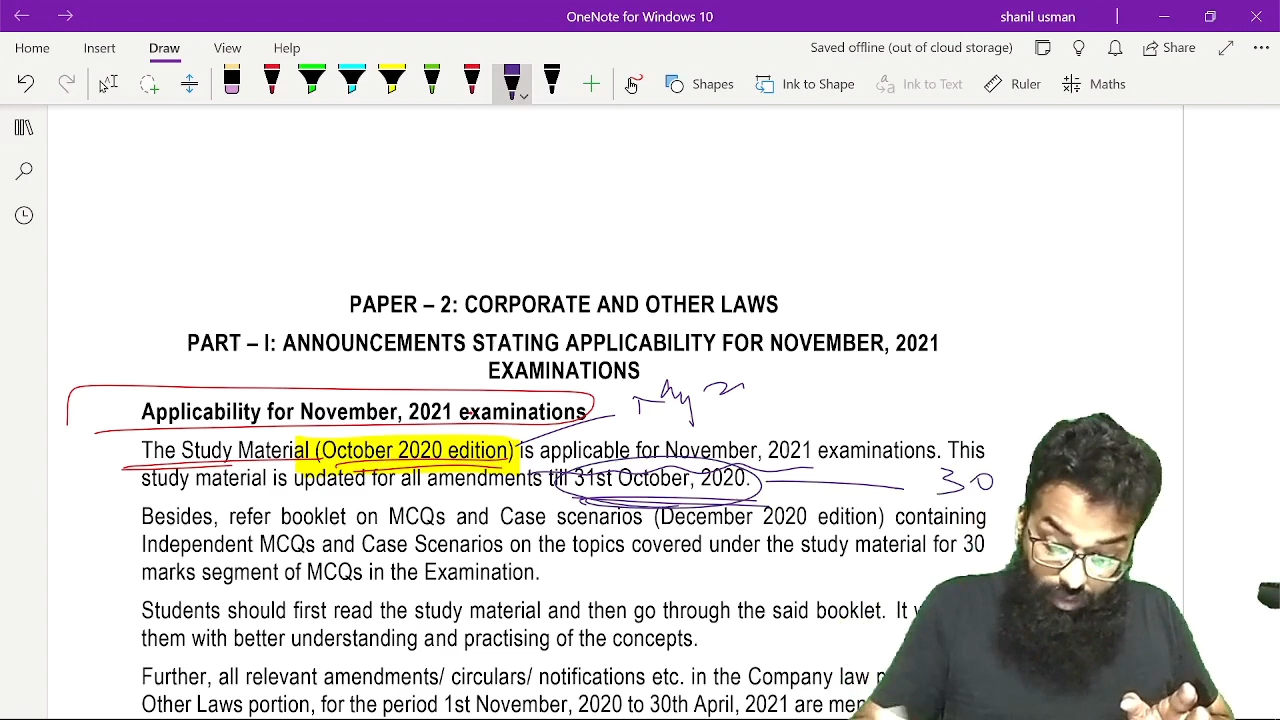 OneNote for Windows 10
shanil usman
Home Insert Draw View Help
Saved offline (out of cloud storage)
Share
Shapes Ink to Shape Ink to Text Ruler Maths
PAPER – 2: CORPORATE AND OTHER LAWS
PART – I: ANNOUNCEMENTS STATING APPLICABILITY FOR NOVEMBER, 2021
EXAMINATIONS
Applicability for November, 2021 examinations
The Study Material (October 2020 edition) is applicable for November, 2021 examinations. This
study material is updated for all amendments till 31st October, 2020.
30
Besides, refer booklet on MCQs and Case scenarios (December 2020 edition) containing
Independent MCQs and Case Scenarios on the topics covered under the study material for 30
marks segment of MCQs in the Examination.
Students should first read the study material and then go through the said booklet. It
them with better understanding and practising of the concepts.
Further, all relevant amendments/ circulars/ notifications etc. in the Company law
Other Laws portion, for the period 1st November, 2020 to 30th April, 2021 are